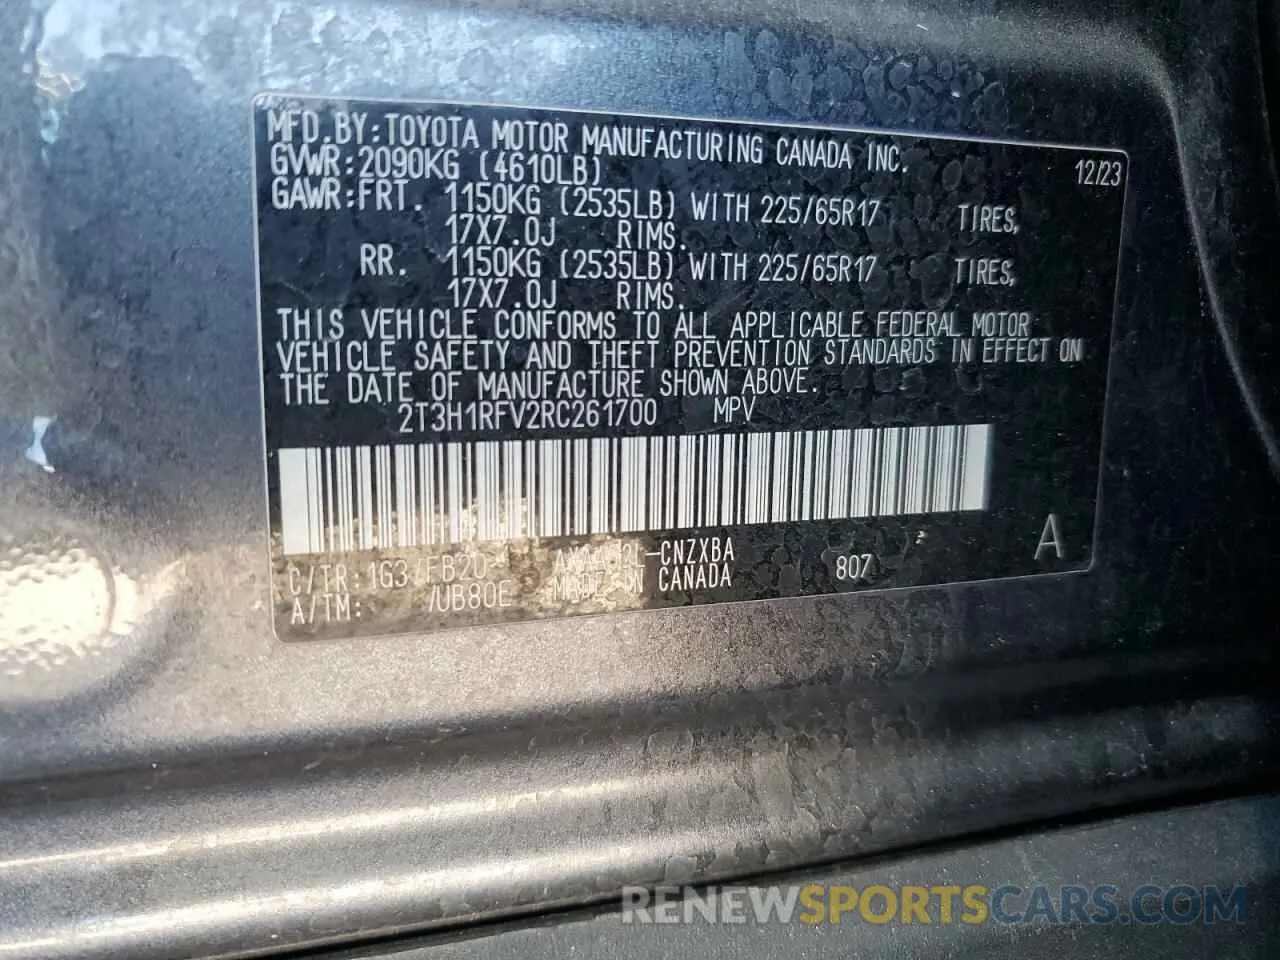 MFD.BY:TOYOTA MOTOR MANUFACTURING CANADA INC.
GVWR:2090KG (4610LB) 12/23
GAWR:FRT. 1150KG (2535LB) WITH 225/65R17 TIRES,
17X7.0J RIMS.
RR. 1150KG (2535LB) WITH 225/65R17 TIRES,
17X7.0J RIMS.
THIS VEHICLE CONFORMS TO ALL APPLICABLE FEDERAL MOTOR
VEHICLE SAFETY AND THEFT PREVENTION STANDARDS IN EFFECT ON
THE DATE OF MANUFACTURE SHOWN ABOVE.
2T3H1RFV2RC261700 MPV
C/TR:1G3/FB20
A/TM: /UB80E MADE IN CANADA 807 A
RENEWSPORTSCARS.COM